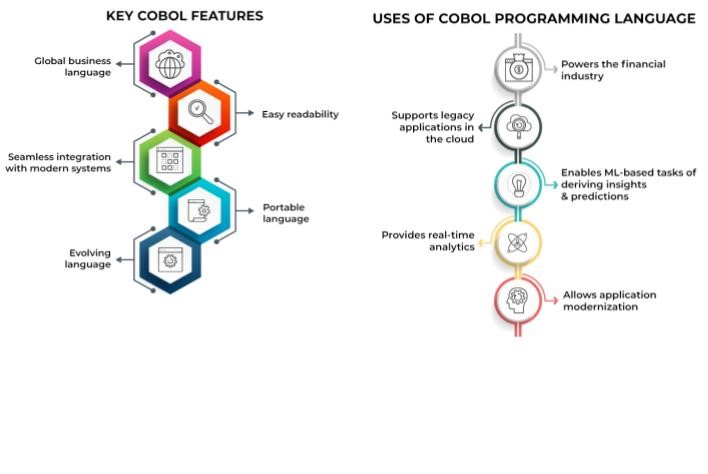 KEY COBOL FEATURES
Global business
language
Easy readability
Seamless integration
with modern systems
Portable
language
Evolving
language
USES OF COBOL PROGRAMMING LANGUAGE
Powers the financial
industry
Supports legacy
applications in
the cloud
Enables ML-based tasks of
deriving insights
& predictions
Provides real-time
analytics
Allows application
modernization